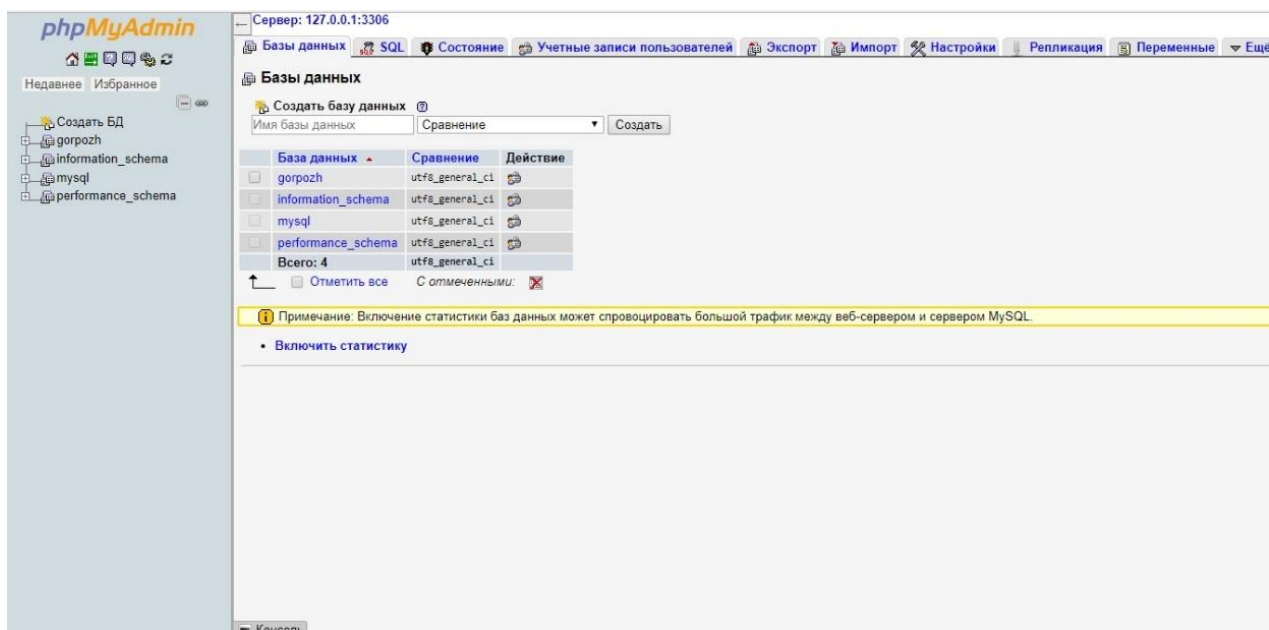 phpMyAdmin
Недавнее Избранное
Создать БД
gorpozh
information_schema
mysql
performance_schema
Сервер: 127.0.0.1:3306
Базы данных SQL Состояние Учетные записи пользователей Экспорт Импорт Настройки Репликация Переменные Ещё
Базы данных
Создать базу данных
Имя базы данных Сравнение Создать
База данных Сравнение Действие
gorpozh utf8_general_ci
information_schema utf8_general_ci
mysql utf8_general_ci
performance_schema utf8_general_ci
Всего: 4 utf8_general_ci
Отметить все С отмеченными:
Примечание: Включение статистики баз данных может спровоцировать большой трафик между веб-сервером и сервером MySQL.
• Включить статистику
Консоль